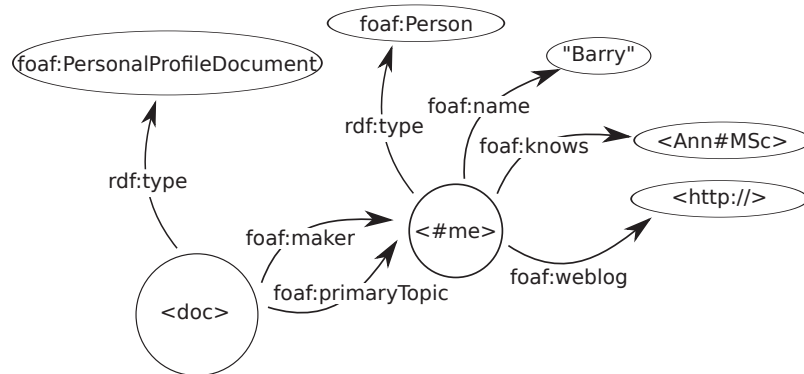 foaf:Person
"Barry"
foaf:PersonalProfileDocument
foaf:name
rdf:type
foaf:knows
<Ann#MSc>
rdf:type
<http://>
<#me>
foaf:maker
foaf:weblog
foaf:primaryTopic
<doc>